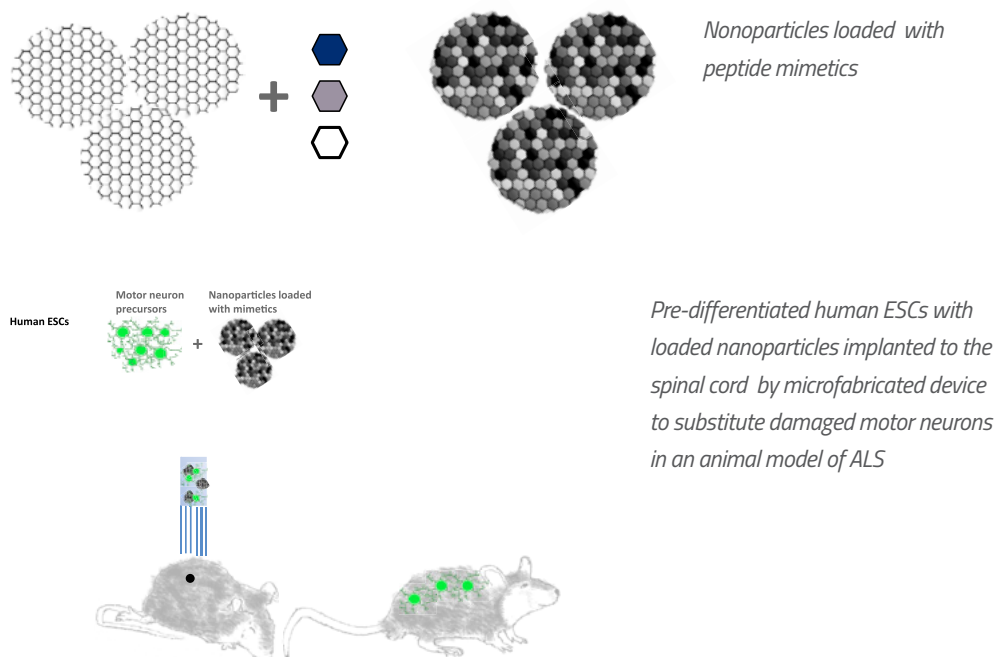 Nonoparticles loaded with
peptide mimetics
Human ESCs
Motor neuron
precursors
+
Nanoparticles loaded
with mimetics
Pre-differentiated human ESCs with
loaded nanoparticles implanted to the
spinal cord by microfabricated device
to substitute damaged motor neurons
in an animal model of ALS